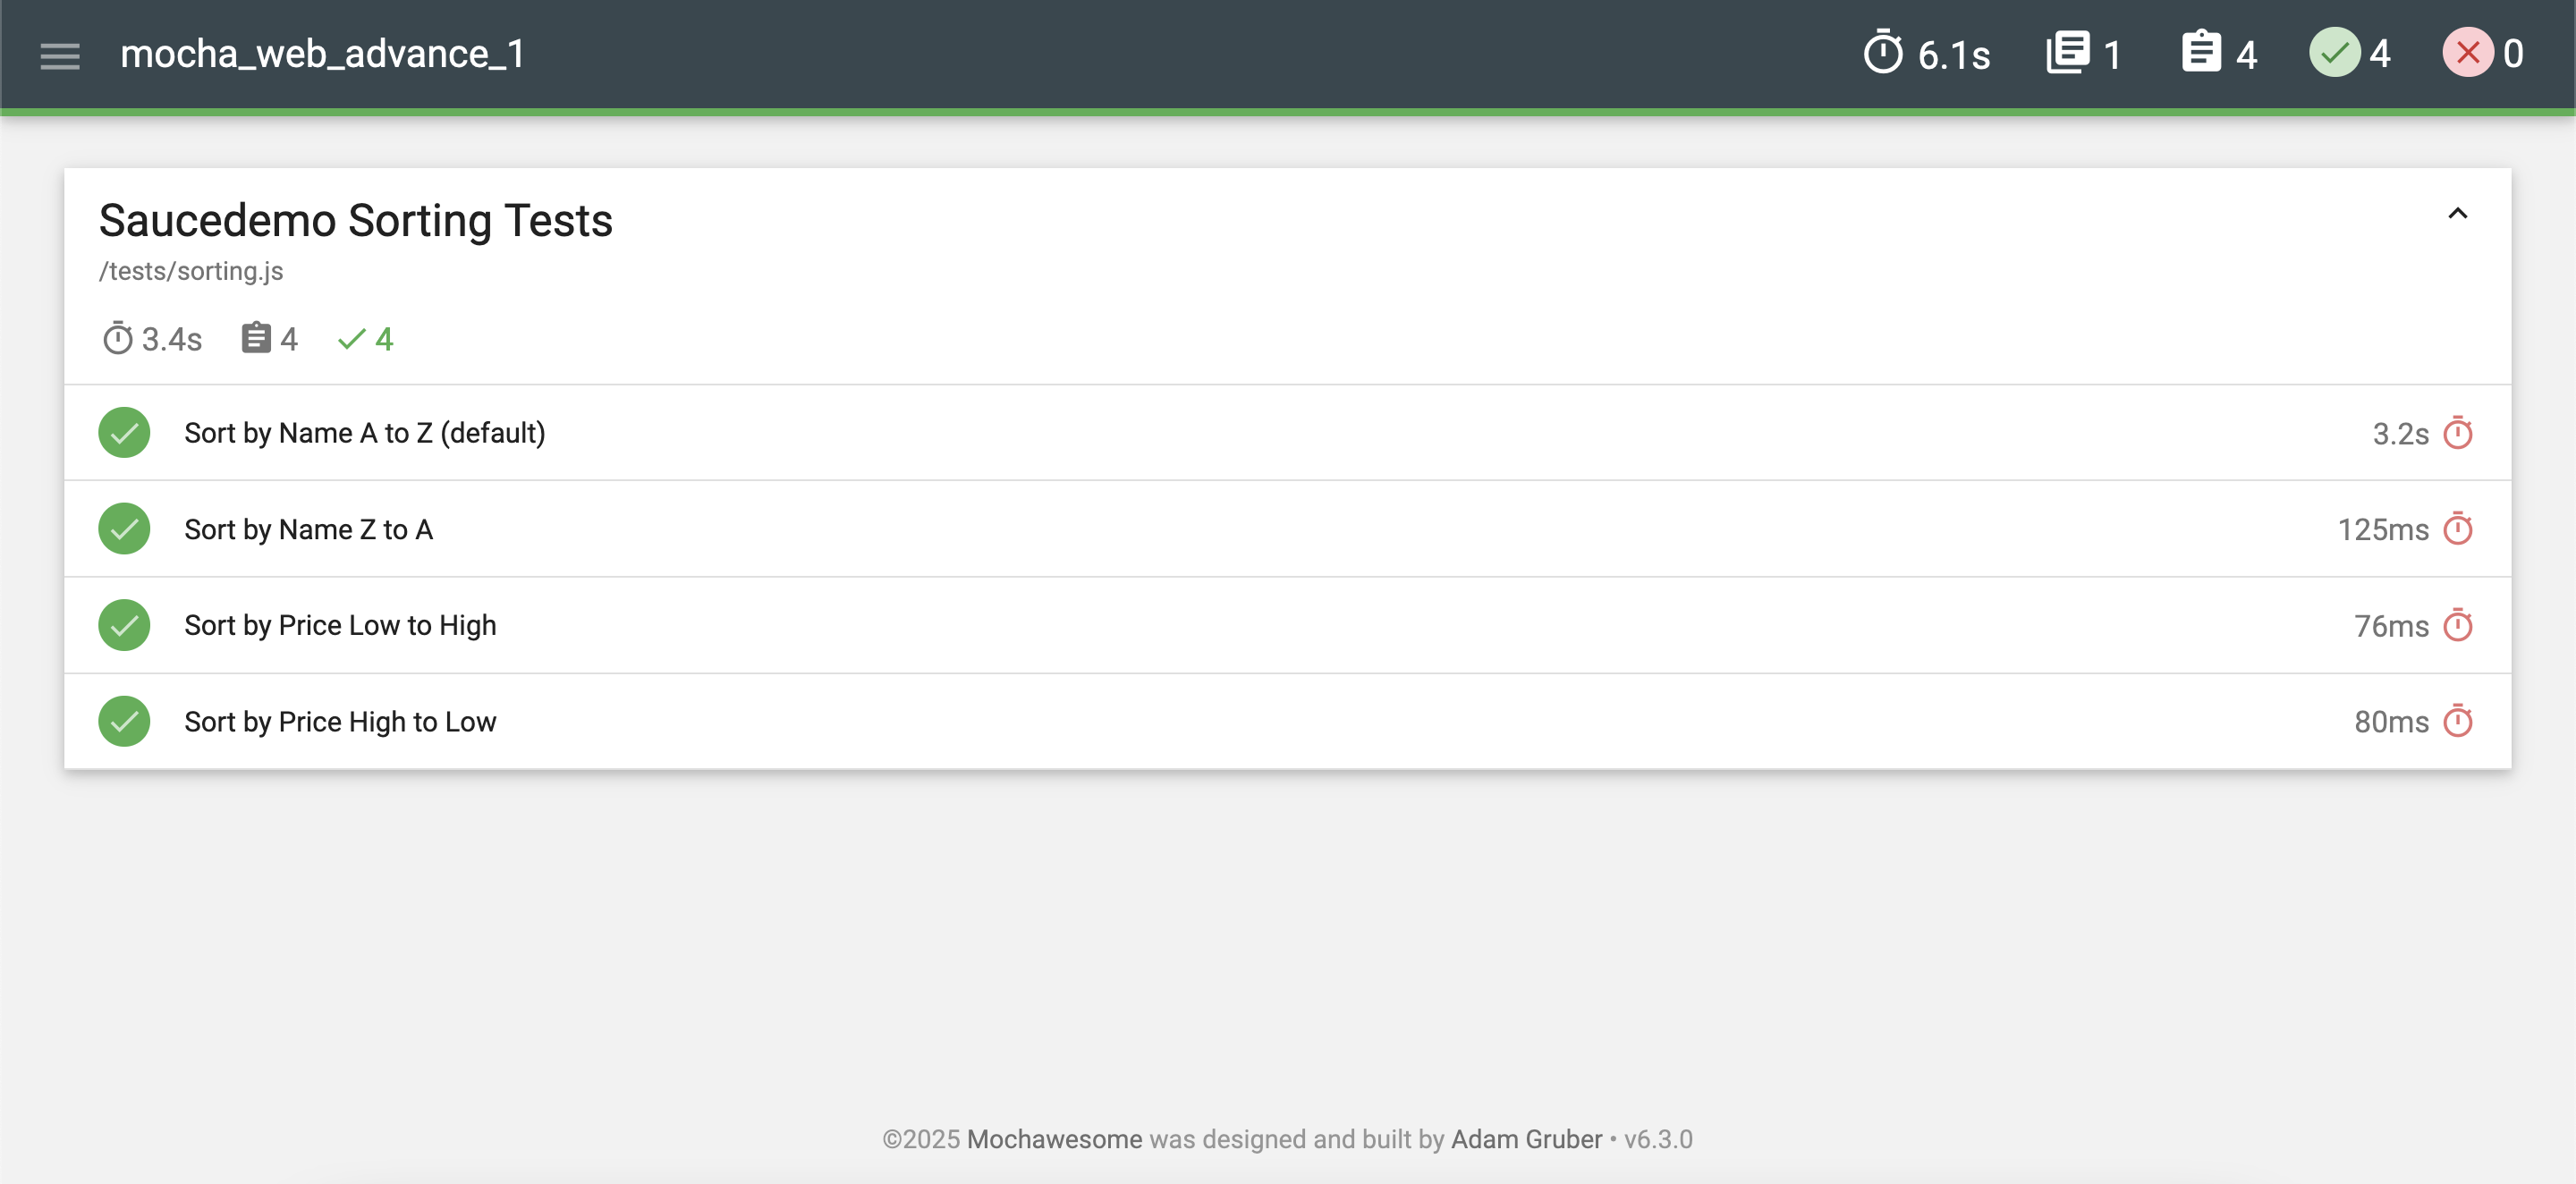 mocha_web_advance_1
6.1s 1 4 4 0
Saucedemo Sorting Tests
/tests/sorting.js
3.4s 4 4
Sort by Name A to Z (default) 3.2s
Sort by Name Z to A 125ms
Sort by Price Low to High 76ms
Sort by Price High to Low 80ms
©2025 Mochawesome was designed and built by Adam Gruber • v6.3.0